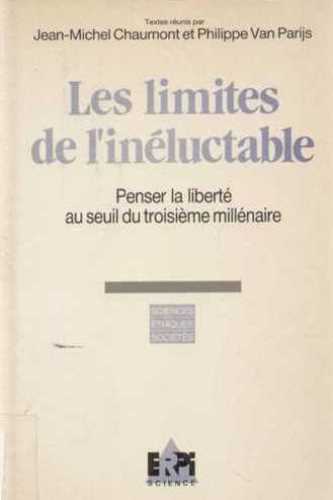 Textes réunis par
Jean-Michel Chaumont et Philippe Van Parijs
Les limites
de l'inéluctable
Penser la liberté
au seuil du troisième millénaire
SCIENCES
ETHIQUES
SOCIÉTÉS
ERPI
SCIENCE